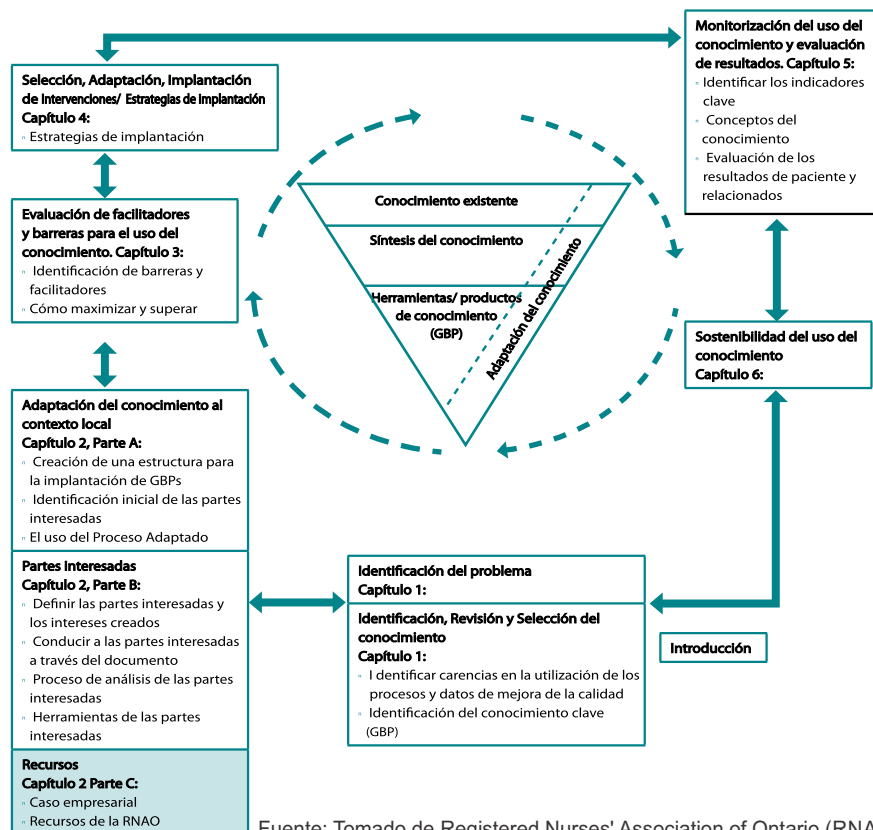 Selección, Adaptación, Implantación
de Intervenciones/ Estrategias de Implantación
Capítulo 4:
▫ Estrategias de implantación
Evaluación de facilitadores
y barreras para el uso del
conocimiento. Capítulo 3:
▫ Identificación de barreras y
facilitadores
▫ Cómo maximizar y superar
Adaptación del conocimiento al
contexto local
Capítulo 2, Parte A:
▫ Creación de una estructura para
la implantación de GBPs
▫ Identificación inicial de las partes
interesadas
▫ El uso del Proceso Adaptado
Partes interesadas
Capítulo 2, Parte B:
▫ Definir las partes interesadas y
los intereses creados
▫ Conducir a las partes interesadas
a través del documento
▫ Proceso de análisis de las partes
interesadas
▫ Herramientas de las partes
interesadas
Recursos
Capítulo 2 Parte C:
▫ Caso empresarial
▫ Recursos de la RNAO
Conocimiento existente
Síntesis del conocimiento
Herramientas/ productos
de conocimiento
(GBP)
Adaptación del conocimiento
Monitorización del uso del
conocimiento y evaluación
de resultados. Capítulo 5:
▫ Identificar los indicadores
clave
▫ Conceptos del
conocimiento
▫ Evaluación de los
resultados de paciente y
relacionados
Sostenibilidad del uso del
conocimiento
Capítulo 6:
Identificación del problema
Capítulo 1:
Identificación, Revisión y Selección del
conocimiento
Capítulo 1:
▫ I dentificar carencias en la utilización de los
procesos y datos de mejora de la calidad
▫ Identificación del conocimiento clave
(GBP)
Introducción
Fuente: Tomado de Registered Nurses' Association of Ontario (RNA